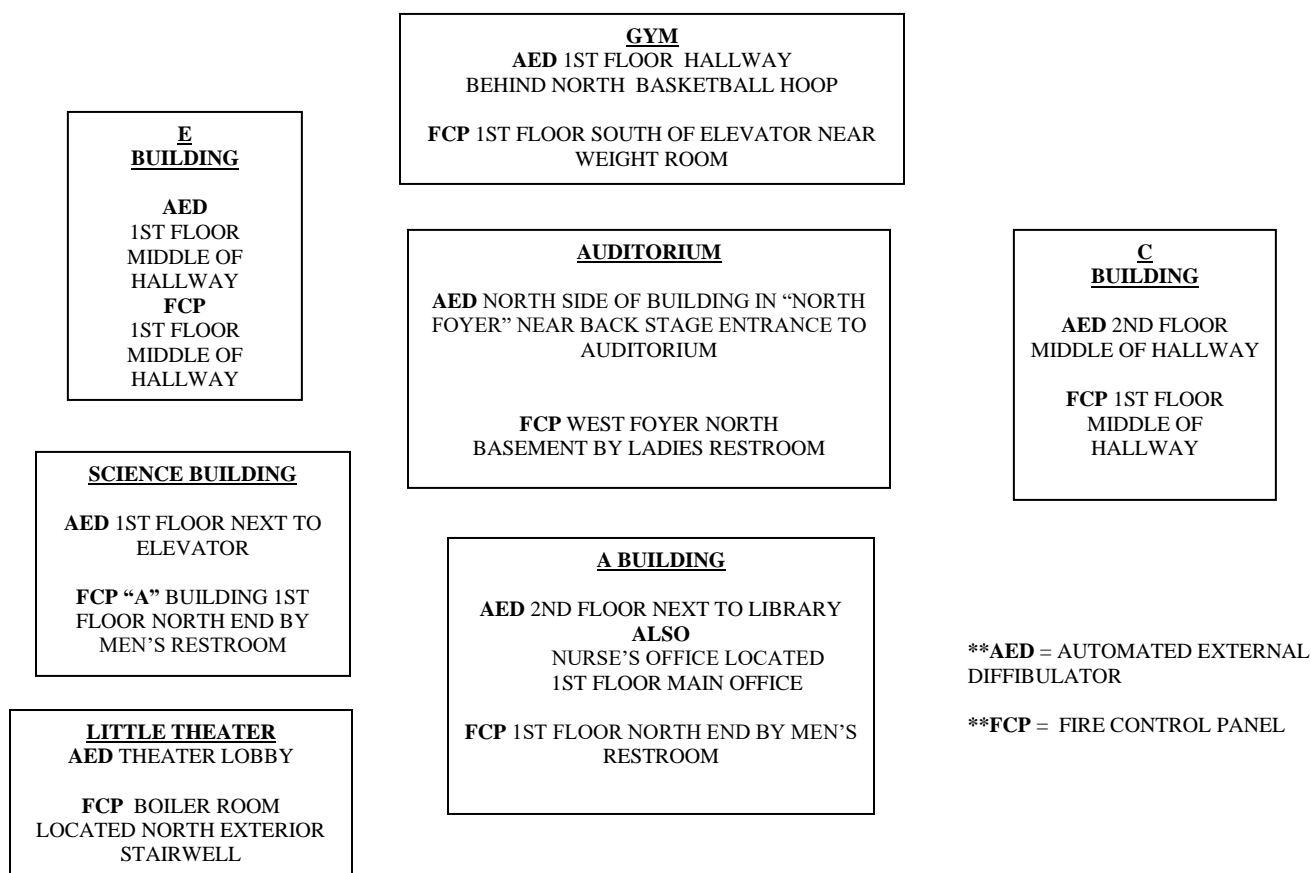 GYM
AED 1ST FLOOR HALLWAY
BEHIND NORTH BASKETBALL HOOP
FCP 1ST FLOOR SOUTH OF ELEVATOR NEAR
WEIGHT ROOM
E
BUILDING
AED
1ST FLOOR
MIDDLE OF
HALLWAY
FCP
1ST FLOOR
MIDDLE OF
HALLWAY
AUDITORIUM
AED NORTH SIDE OF BUILDING IN “NORTH
FOYER” NEAR BACK STAGE ENTRANCE TO
AUDITORIUM
FCP WEST FOYER NORTH
BASEMENT BY LADIES RESTROOM
C
BUILDING
AED 2ND FLOOR
MIDDLE OF HALLWAY
FCP 1ST FLOOR
MIDDLE OF
HALLWAY
SCIENCE BUILDING
AED 1ST FLOOR NEXT TO
ELEVATOR
FCP “A” BUILDING 1ST
FLOOR NORTH END BY
MEN’S RESTROOM
A BUILDING
AED 2ND FLOOR NEXT TO LIBRARY
ALSO
NURSE’S OFFICE LOCATED
1ST FLOOR MAIN OFFICE
FCP 1ST FLOOR NORTH END BY MEN’S
RESTROOM
**AED = AUTOMATED EXTERNAL
DIFFIBULATOR
**FCP = FIRE CONTROL PANEL
LITTLE THEATER
AED THEATER LOBBY
FCP BOILER ROOM
LOCATED NORTH EXTERIOR
STAIRWELL